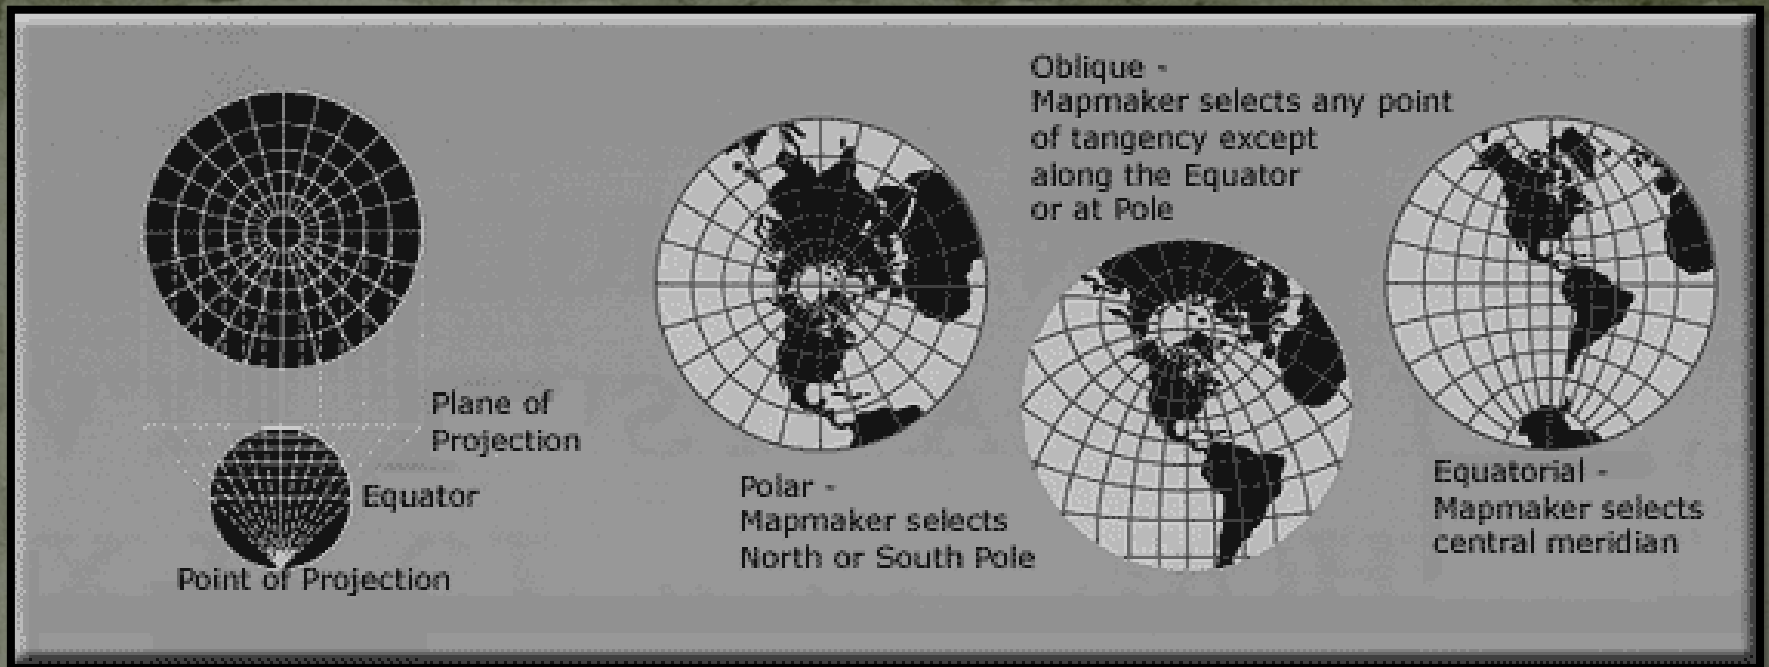 Plane of
Projection
Equator
Point of Projection
Polar -
Mapmaker selects
North or South Pole
Oblique -
Mapmaker selects any point
of tangency except
along the Equator
or at Pole
Equatorial -
Mapmaker selects
central meridian